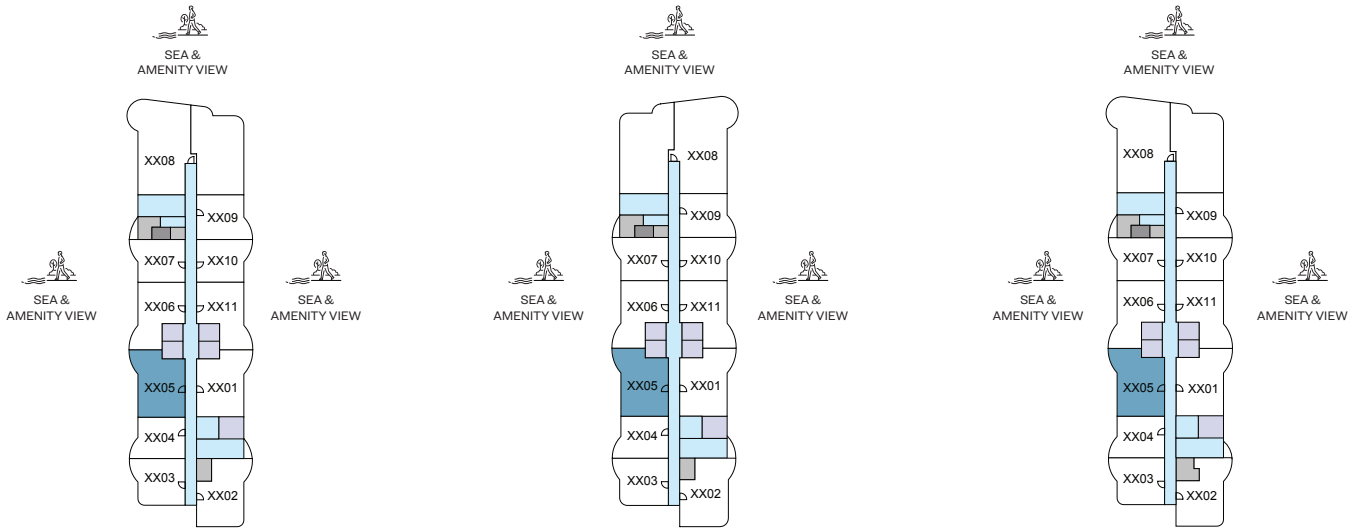 SEA &
AMENITY VIEW
XX08
XX09
XX07
XX10
XX06
XX11
XX05
XX01
XX04
XX03
XX02
SEA &
AMENITY VIEW
SEA &
AMENITY VIEW
SEA &
AMENITY VIEW
XX08
XX09
XX07
XX10
XX06
XX11
XX05
XX01
XX04
XX03
XX02
SEA &
AMENITY VIEW
SEA &
AMENITY VIEW
SEA &
AMENITY VIEW
XX08
XX09
XX07
XX10
XX06
XX11
XX05
XX01
XX04
XX03
XX02
SEA &
AMENITY VIEW
SEA &
AMENITY VIEW